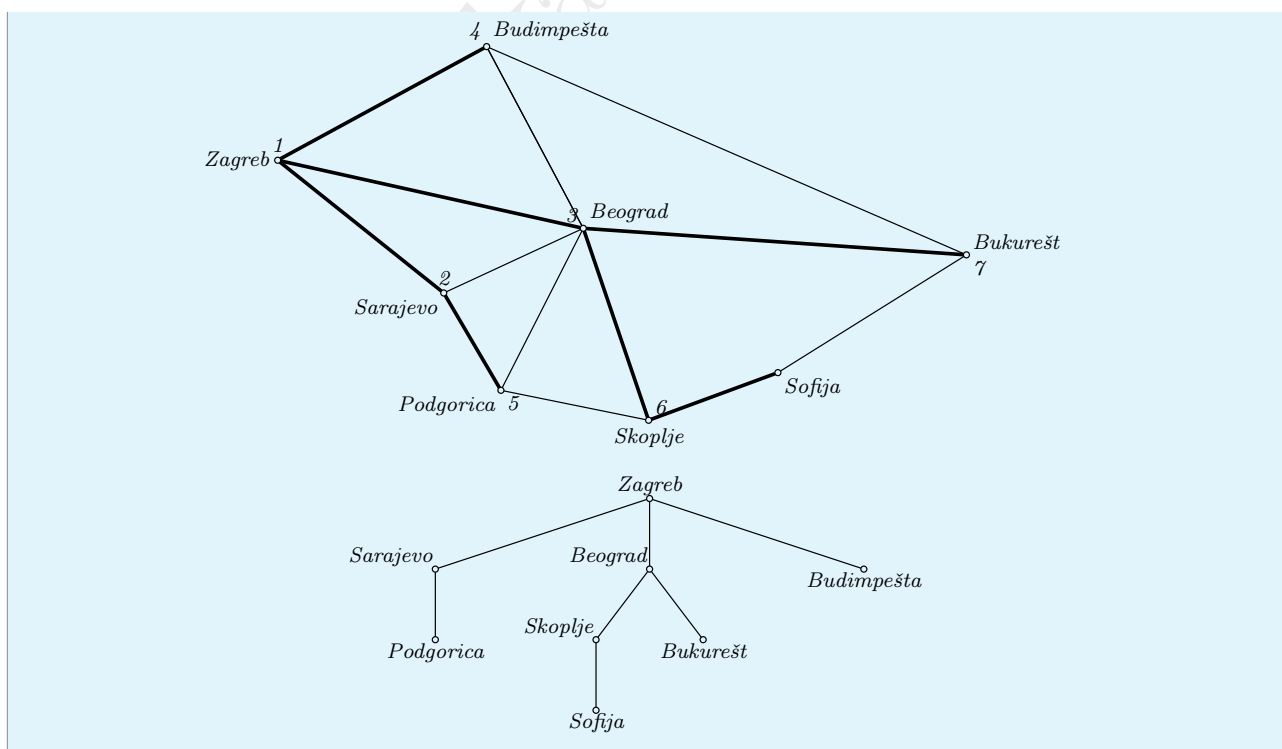 4 Budimpešta
1
Zagreb
3 Beograd
Bukurešt
7
2
Sarajevo
Sofija
Podgorica 5
6
Skoplje
Zagreb
Sarajevo
Beograd
Budimpešta
Skoplje
Podgorica
Bukurešt
Sofija